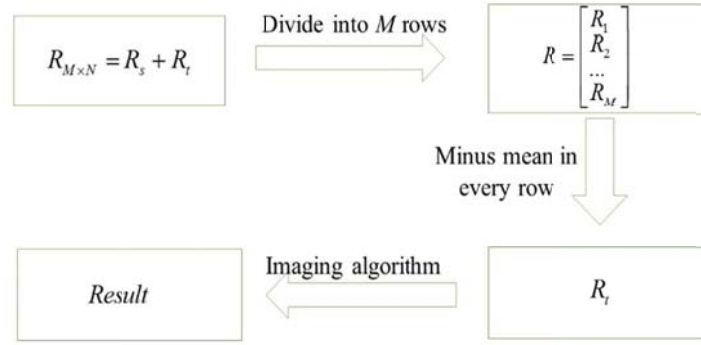 R_{M×N} = R_s + R_t
Divide into M rows
R = [R_1
R_2
...
R_M]
Minus mean in
every row
R_t
Imaging algorithm
Result